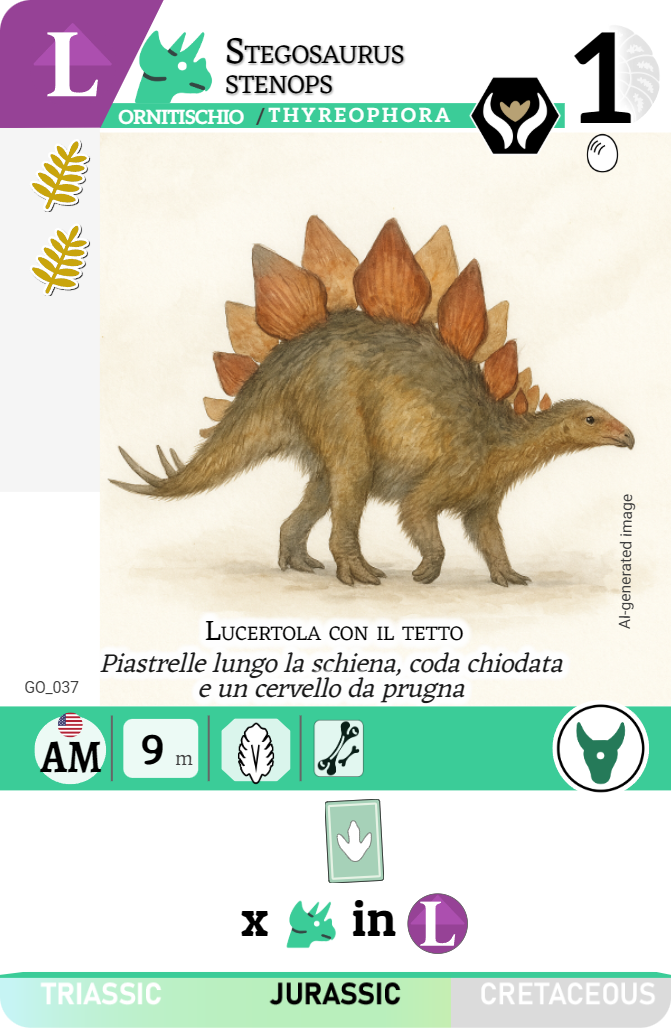 L
STEGOSAURUS
STENOPS
1
ORNITISCHIO / THYREOPHORA
AI-generated image
LUCERTOLA CON IL TETTO
Piastrelle lungo la schiena, coda chiodata
e un cervello da prugna
GO_037
AM
9 m
x in L
TRIASSIC JURASSIC CRETACEOUS